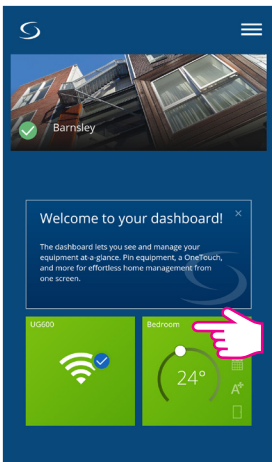 Barnsley
Welcome to your dashboard!
The dashboard lets you see and manage your
equipment at-a-glance. Pin equipment, a OneTouch,
and more for effortless home management from
one screen.
UG600
Bedroom
24°
A